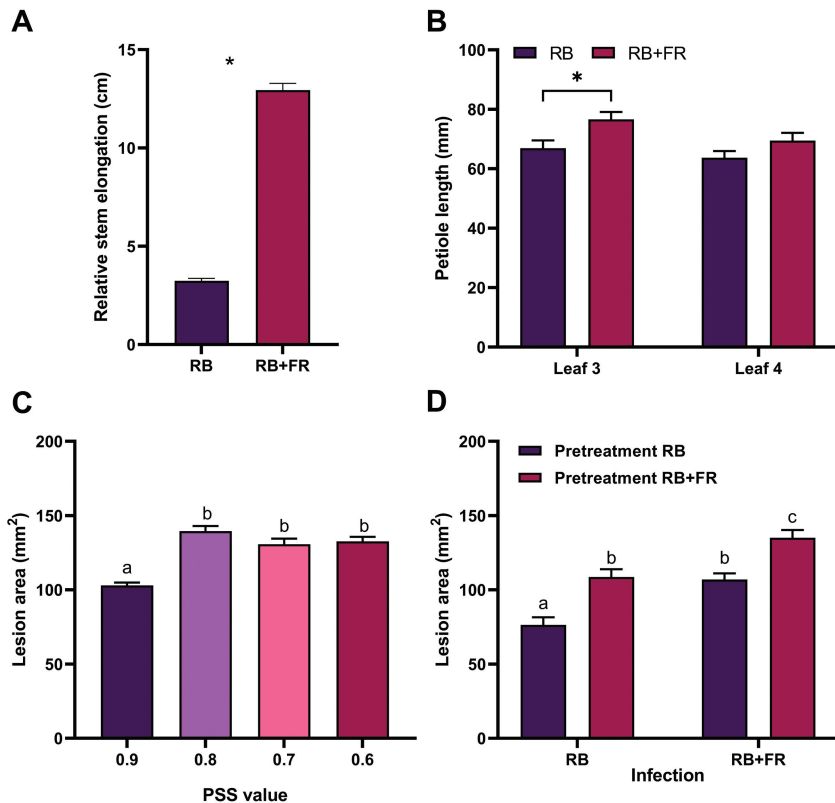 A
Relative stem elongation (cm)
15
10
5
0
*
RB
RB+FR
B
Petiole length (mm)
100
80
60
40
20
0
RB
RB+FR
*
Leaf 3
Leaf 4
C
Lesion area (mm²)
200
150
100
50
0
a
b
b
b
0.9
0.8
0.7
0.6
PSS value
D
Lesion area (mm²)
200
150
100
50
0
Pretreatment RB
Pretreatment RB+FR
a
b
b
c
RB
RB+FR
Infection